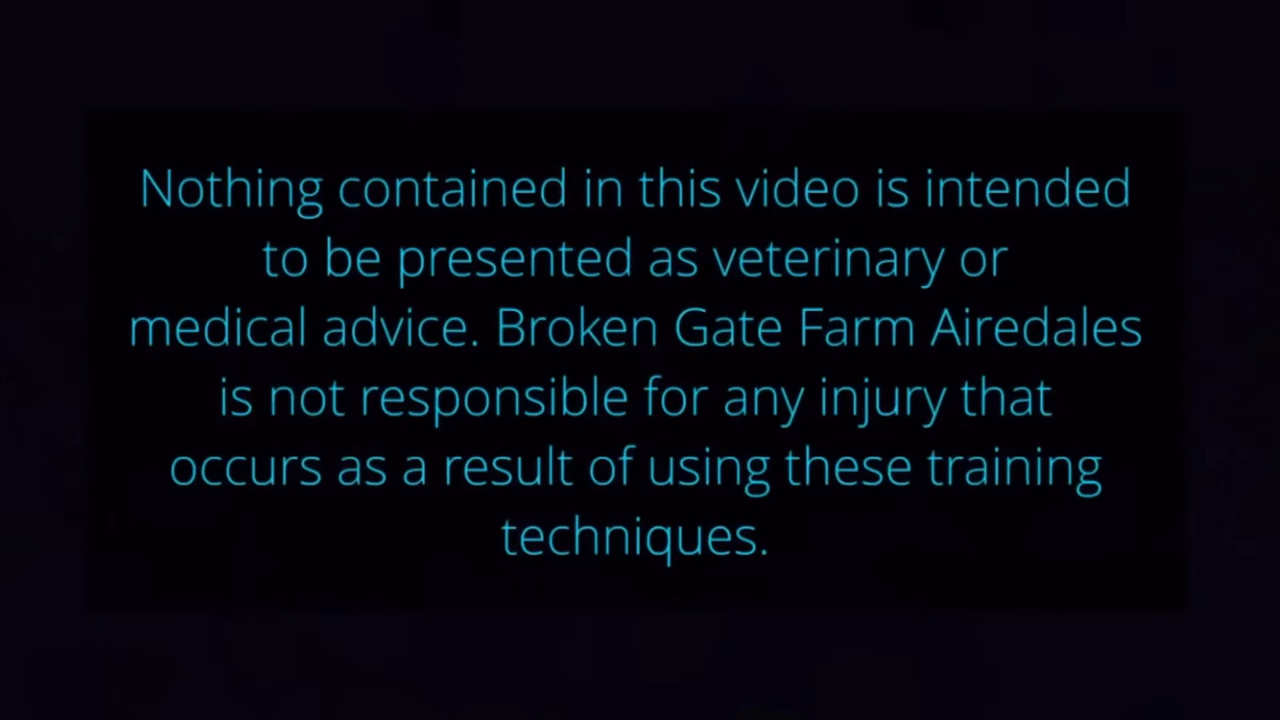 Nothing contained in this video is intended
to be presented as veterinary or
medical advice. Broken Gate Farm Airedales
is not responsible for any injury that
occurs as a result of using these training
techniques.